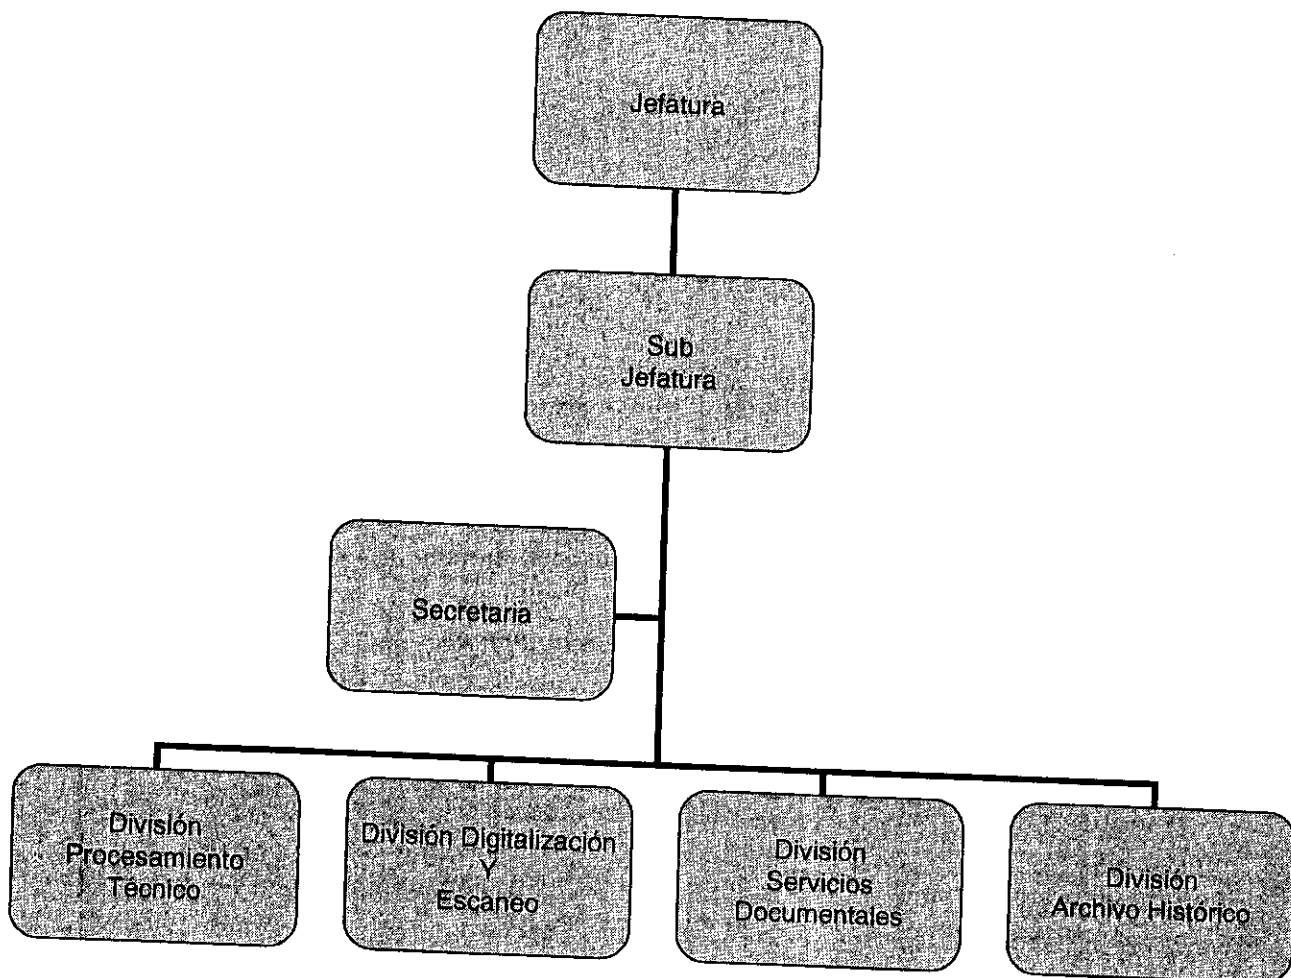 Jefatura
Sub
Jefatura
Secretaria
División
Procesamiento
Técnico
División Digitalización
Y
Escaneo
División
Servicios
Documentales
División
Archivo Histórico